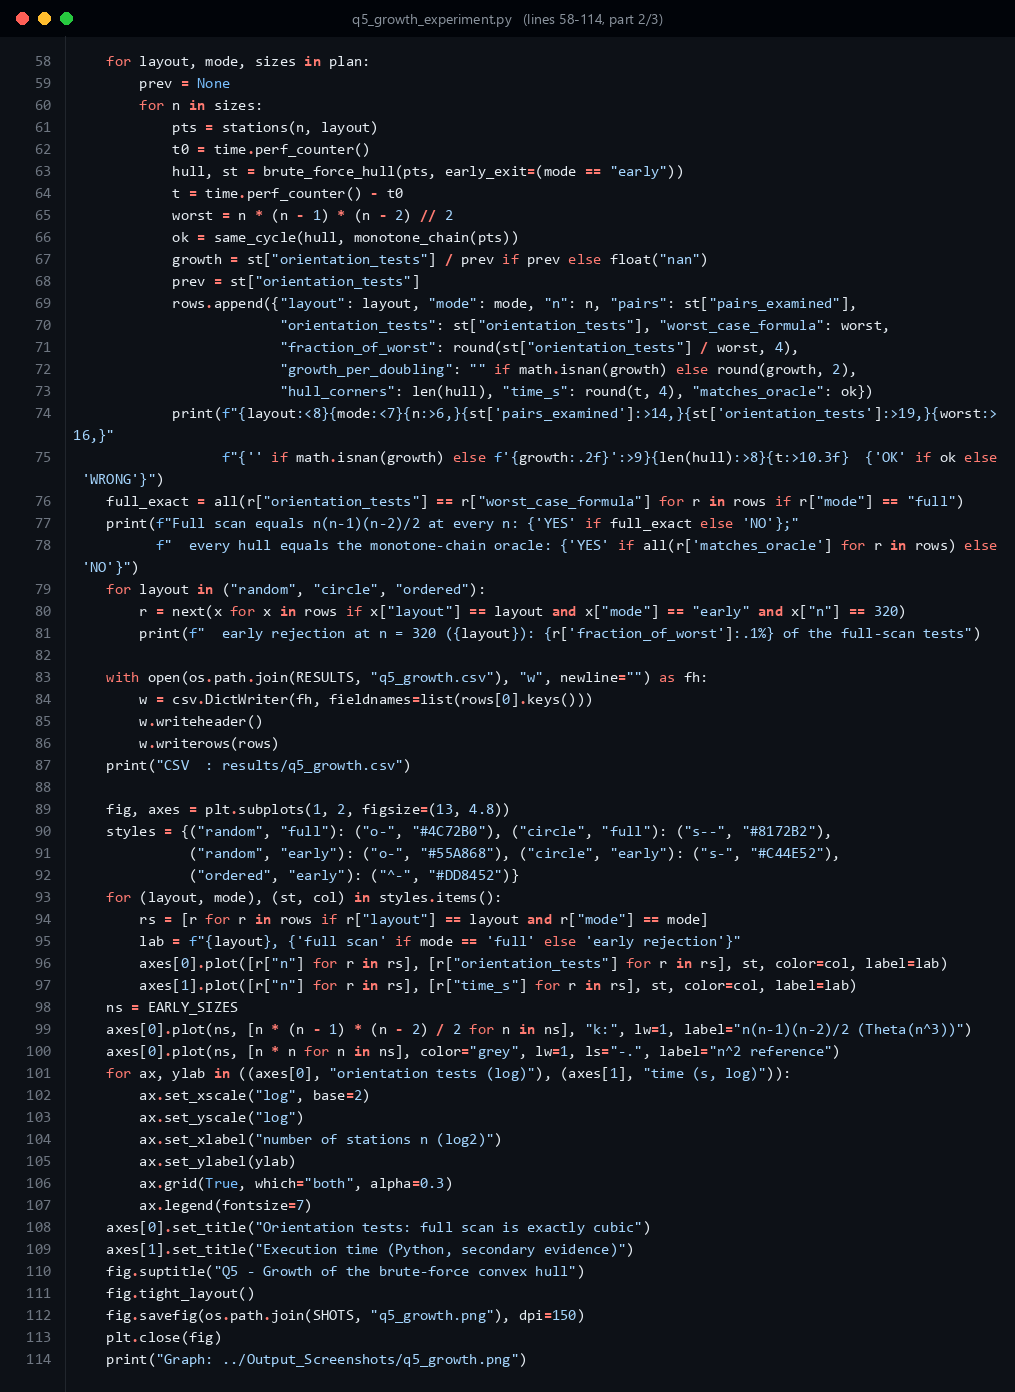 q5_growth_experiment.py   (lines 58-114, part 2/3)
58    for layout, mode, sizes in plan:
59        prev = None
60        for n in sizes:
61            pts = stations(n, layout)
62            t0 = time.perf_counter()
63            hull, st = brute_force_hull(pts, early_exit=(mode == "early"))
64            t = time.perf_counter() - t0
65            worst = n * (n - 1) * (n - 2) // 2
66            ok = same_cycle(hull, monotone_chain(pts))
67            growth = st["orientation_tests"] / prev if prev else float("nan")
68            prev = st["orientation_tests"]
69            rows.append({"layout": layout, "mode": mode, "n": n, "pairs": st["pairs_examined"],
70                         "orientation_tests": st["orientation_tests"], "worst_case_formula": worst,
71                         "fraction_of_worst": round(st["orientation_tests"] / worst, 4),
72                         "growth_per_doubling": "" if math.isnan(growth) else round(growth, 2),
73                         "hull_corners": len(hull), "time_s": round(t, 4), "matches_oracle": ok})
74            print(f"{layout:<8}{mode:<7}{n:>6,}{st['pairs_examined']:>14,}{st['orientation_tests']:>19,}{worst:>
16,}"
75                  f"{'' if math.isnan(growth) else f'{growth:.2f}':>9}{len(hull):>8}{t:>10.3f}  {'OK' if ok else
'WRONG'}")
76    full_exact = all(r["orientation_tests"] == r["worst_case_formula"] for r in rows if r["mode"] == "full")
77    print(f"Full scan equals n(n-1)(n-2)/2 at every n: {'YES' if full_exact else 'NO'};"
78          f"  every hull equals the monotone-chain oracle: {'YES' if all(r['matches_oracle'] for r in rows) else
'NO'}")
79    for layout in ("random", "circle", "ordered"):
80        r = next(x for x in rows if x["layout"] == layout and x["mode"] == "early" and x["n"] == 320)
81        print(f"  early rejection at n = 320 ({layout}): {r['fraction_of_worst']:.1%} of the full-scan tests")
82
83    with open(os.path.join(RESULTS, "q5_growth.csv"), "w", newline="") as fh:
84        w = csv.DictWriter(fh, fieldnames=list(rows[0].keys()))
85        w.writeheader()
86        w.writerows(rows)
87    print("CSV  : results/q5_growth.csv")
88
89    fig, axes = plt.subplots(1, 2, figsize=(13, 4.8))
90    styles = {("random", "full"): ("o-", "#4C72B0"), ("circle", "full"): ("s--", "#8172B2"),
91              ("random", "early"): ("o-", "#55A868"), ("circle", "early"): ("s-", "#C44E52"),
92              ("ordered", "early"): ("^-", "#DD8452")}
93    for (layout, mode), (st, col) in styles.items():
94        rs = [r for r in rows if r["layout"] == layout and r["mode"] == mode]
95        lab = f"{layout}, {'full scan' if mode == 'full' else 'early rejection'}"
96        axes[0].plot([r["n"] for r in rs], [r["orientation_tests"] for r in rs], st, color=col, label=lab)
97        axes[1].plot([r["n"] for r in rs], [r["time_s"] for r in rs], st, color=col, label=lab)
98    ns = EARLY_SIZES
99    axes[0].plot(ns, [n * (n - 1) * (n - 2) / 2 for n in ns], "k:", lw=1, label="n(n-1)(n-2)/2 (Theta(n^3))")
100    axes[0].plot(ns, [n * n for n in ns], color="grey", lw=1, ls="-.", label="n^2 reference")
101    for ax, ylab in ((axes[0], "orientation tests (log)"), (axes[1], "time (s, log)")):
102        ax.set_xscale("log", base=2)
103        ax.set_yscale("log")
104        ax.set_xlabel("number of stations n (log2)")
105        ax.set_ylabel(ylab)
106        ax.grid(True, which="both", alpha=0.3)
107        ax.legend(fontsize=7)
108    axes[0].set_title("Orientation tests: full scan is exactly cubic")
109    axes[1].set_title("Execution time (Python, secondary evidence)")
110    fig.suptitle("Q5 - Growth of the brute-force convex hull")
111    fig.tight_layout()
112    fig.savefig(os.path.join(SHOTS, "q5_growth.png"), dpi=150)
113    plt.close(fig)
114    print("Graph: ../Output_Screenshots/q5_growth.png")